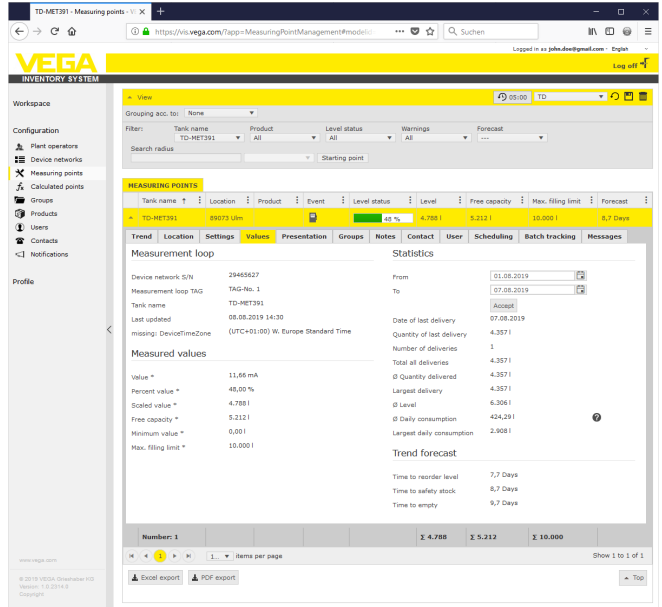 TD-MET391 - Measuring points - VI
https://vis.vega.com/?app=MeasuringPointManagement#modelId
Suchen
Logged in as john.doe@gmail.com - English
VEGA
Log off
INVENTORY SYSTEM
Workspace
Configuration
Plant operators
Device networks
Measuring points
Calculated points
Groups
Products
Users
Contacts
Notifications
Profile
www.vega.com
Version: 1.0.2314.0
Copyright
View
05:00
TD
Grouping acc. to: None
Filter: Tank name Product Level status Warnings Forecast
TD-MET391 All All All ---
Search radius
Starting point
MEASURING POINTS
Tank name ↑ Location Product Event Level status Level Free capacity Max. filling limit Forecast
TD-MET391 89073 Ulm 48 % 4.788 l 5.212 l 10.000 l 8,7 Days
Trend Location Settings Values Presentation Groups Notes Contact User Scheduling Batch tracking Messages
Measurement loop
Device network S/N 29465627
Measurement loop TAG TAG-No. 1
Tank name TD-MET391
Last updated 08.08.2019 14:30
missing: DeviceTimeZone (UTC+01:00) W. Europe Standard Time
Measured values
Value * 11,66 mA
Percent value * 48,00 %
Scaled value * 4.788 l
Free capacity * 5.212 l
Minimum value * 0,00 l
Max. filling limit * 10.000 l
Statistics
From 01.08.2019
To 07.08.2019
Accept
Date of last delivery 07.08.2019
Quantity of last delivery 4.357 l
Number of deliveries 1
Total all deliveries 4.357 l
Ø Quantity delivered 4.357 l
Largest delivery 4.357 l
Ø Level 6.306 l
Ø Daily consumption 424,29 l
Largest daily consumption 2.908 l
Trend forecast
Time to reorder level 7,7 Days
Time to safety stock 8,7 Days
Time to empty 9,7 Days
Number: 1 Σ 4.788 Σ 5.212 Σ 10.000
1 1... items per page Show 1 to 1 of 1
Excel export PDF export Top